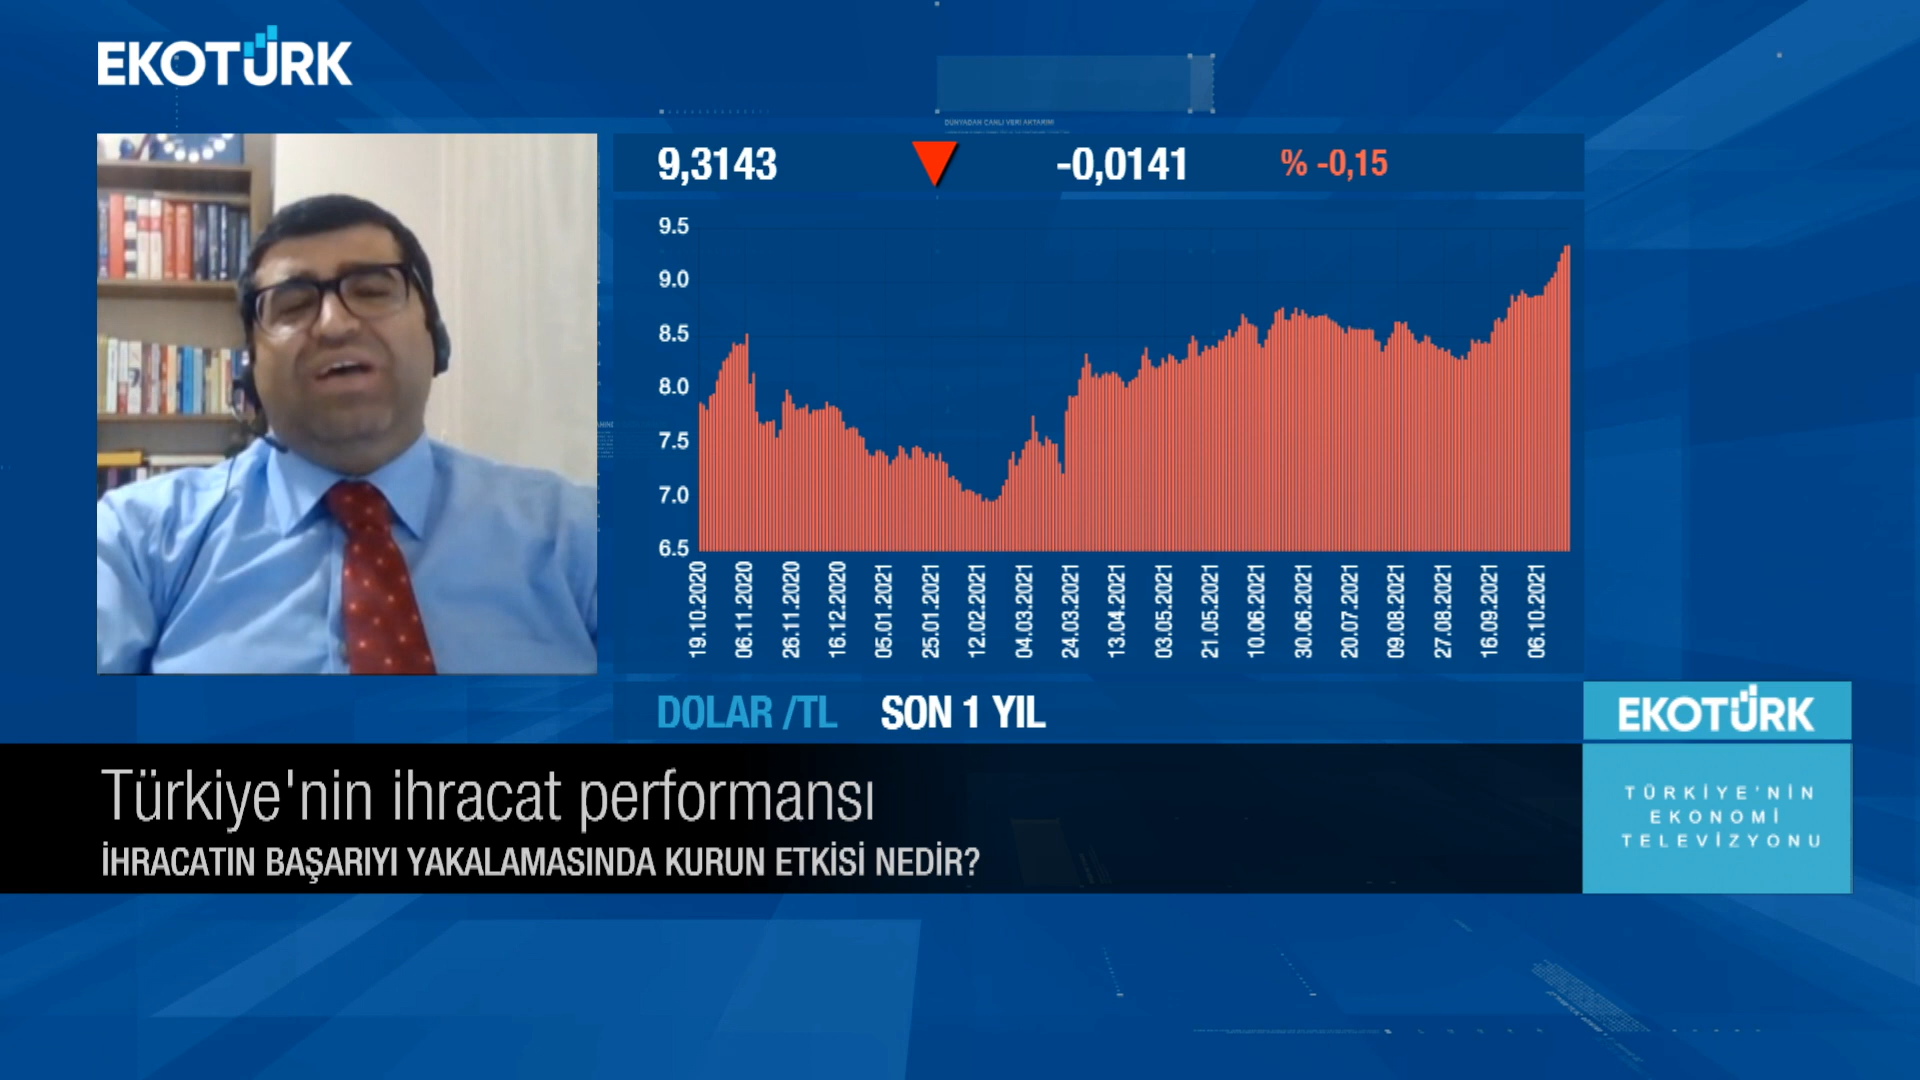 EKOTÜRK
DÜNYADAN CANLI VERİ AKTARIMI
9,3143 -0,0141 % -0,15
9.5
9.0
8.5
8.0
7.5
7.0
6.5
19.10.2020
06.11.2020
26.11.2020
16.12.2020
05.01.2021
25.01.2021
12.02.2021
04.03.2021
24.03.2021
13.04.2021
03.05.2021
21.05.2021
10.06.2021
30.06.2021
20.07.2021
09.08.2021
27.08.2021
16.09.2021
06.10.2021
DOLAR /TL SON 1 YIL
EKOTÜRK
Türkiye'nin ihracat performansı
İHRACATIN BAŞARIYI YAKALAMASINDA KURUN ETKİSİ NEDİR?
TÜRKİYE'NİN
EKONOMİ
TELEVİZYONU